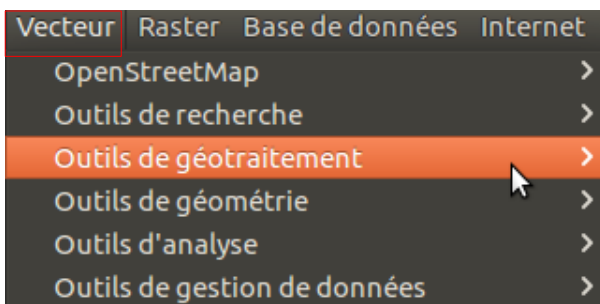 Vecteur Raster Base de données Internet
OpenStreetMap
Outils de recherche
Outils de géotraitement
Outils de géométrie
Outils d'analyse
Outils de gestion de données